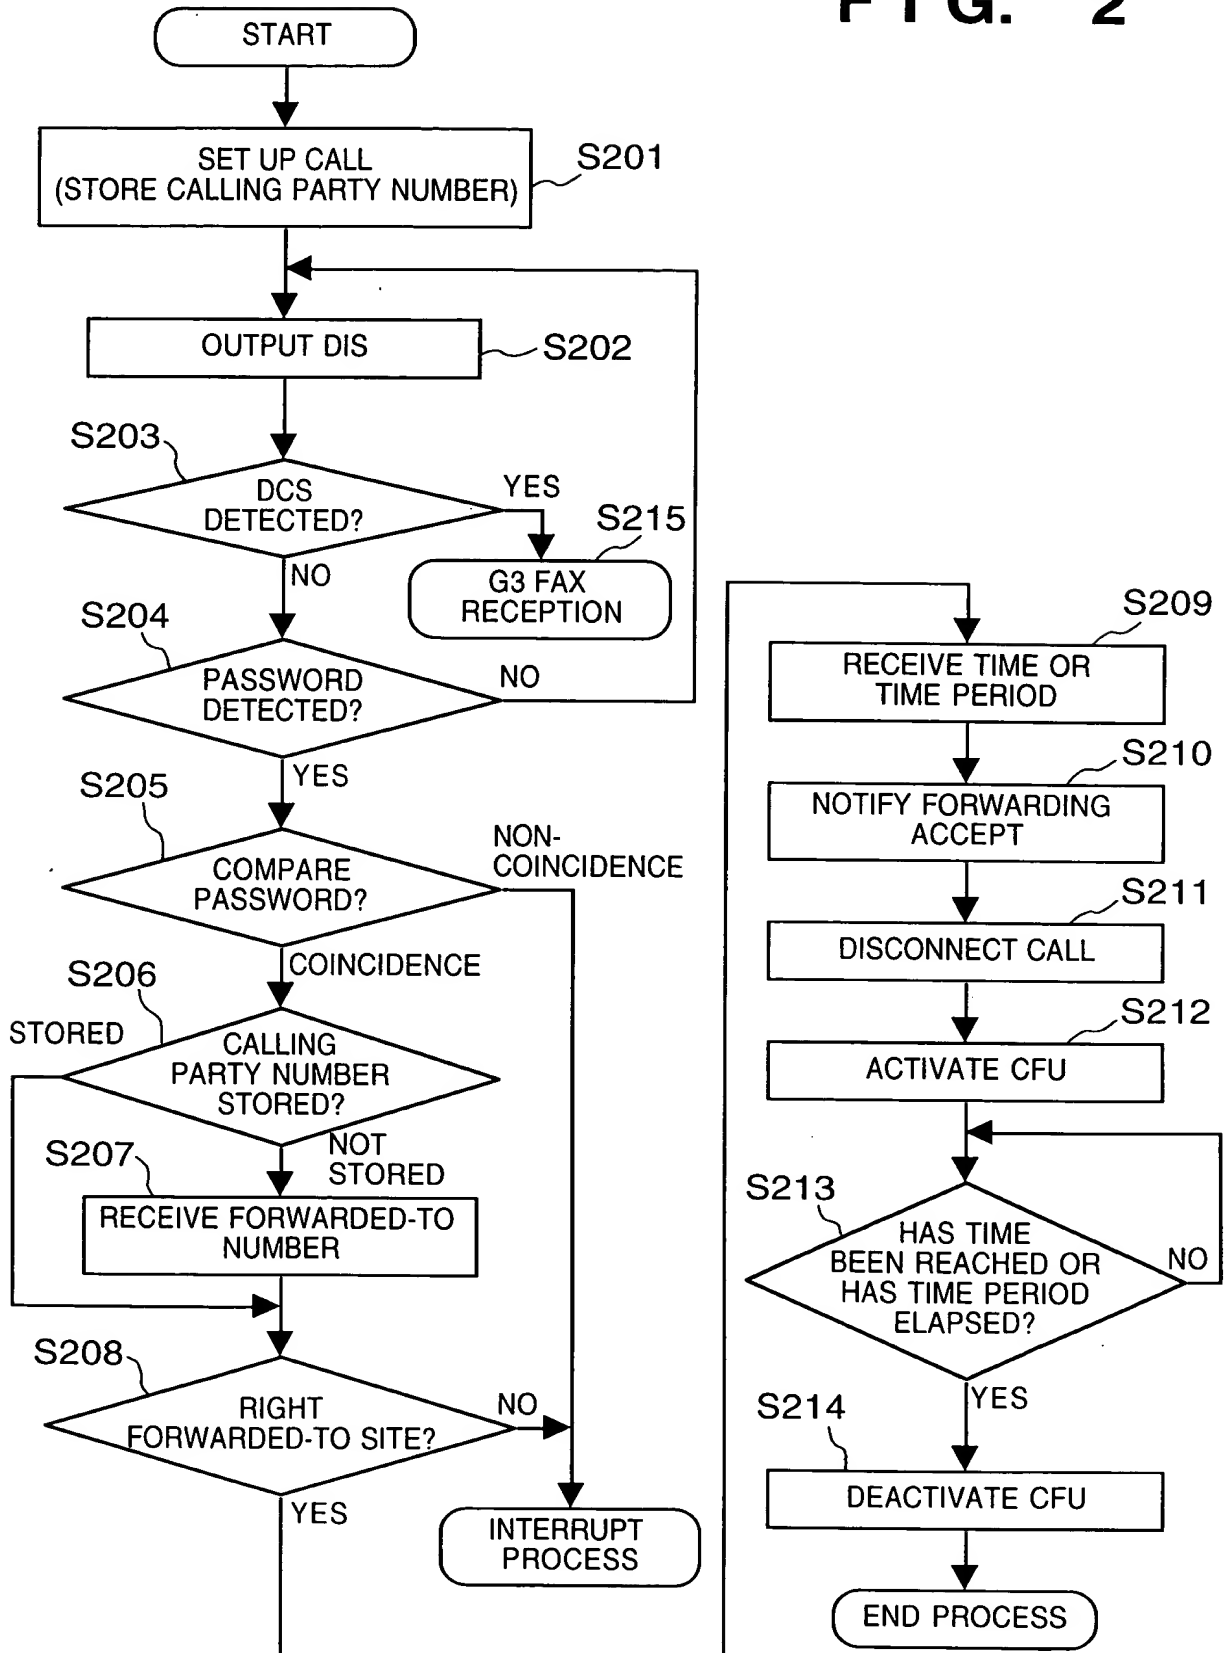 FIG. 2
START
SET UP CALL
(STORE CALLING PARTY NUMBER)
S201
OUTPUT DIS
S202
S203
DCS
DETECTED?
YES
S215
G3 FAX
RECEPTION
NO
S204
PASSWORD
DETECTED?
NO
YES
S205
COMPARE
PASSWORD?
NON-
COINCIDENCE
COINCIDENCE
S206
STORED
CALLING
PARTY NUMBER
STORED?
NOT
STORED
S207
RECEIVE FORWARDED-TO
NUMBER
S208
RIGHT
FORWARDED-TO SITE?
NO
YES
INTERRUPT
PROCESS
S209
RECEIVE TIME OR
TIME PERIOD
S210
NOTIFY FORWARDING
ACCEPT
S211
DISCONNECT CALL
S212
ACTIVATE CFU
S213
HAS TIME
BEEN REACHED OR
HAS TIME PERIOD
ELAPSED?
NO
YES
S214
DEACTIVATE CFU
END PROCESS